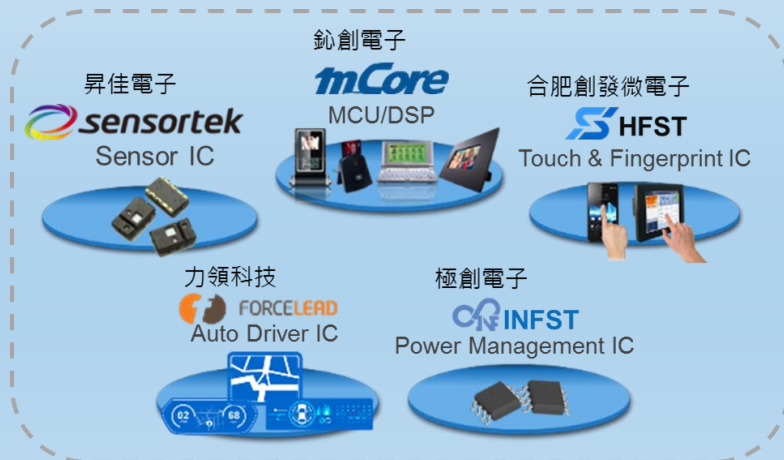 鈊創電子
mCore
MCU/DSP
昇佳電子
sensortek
Sensor IC
合肥創發微電子
HFST
Touch & Fingerprint IC
力領科技
FORCELEAD
Auto Driver IC
02
68
極創電子
INFST
Power Management IC